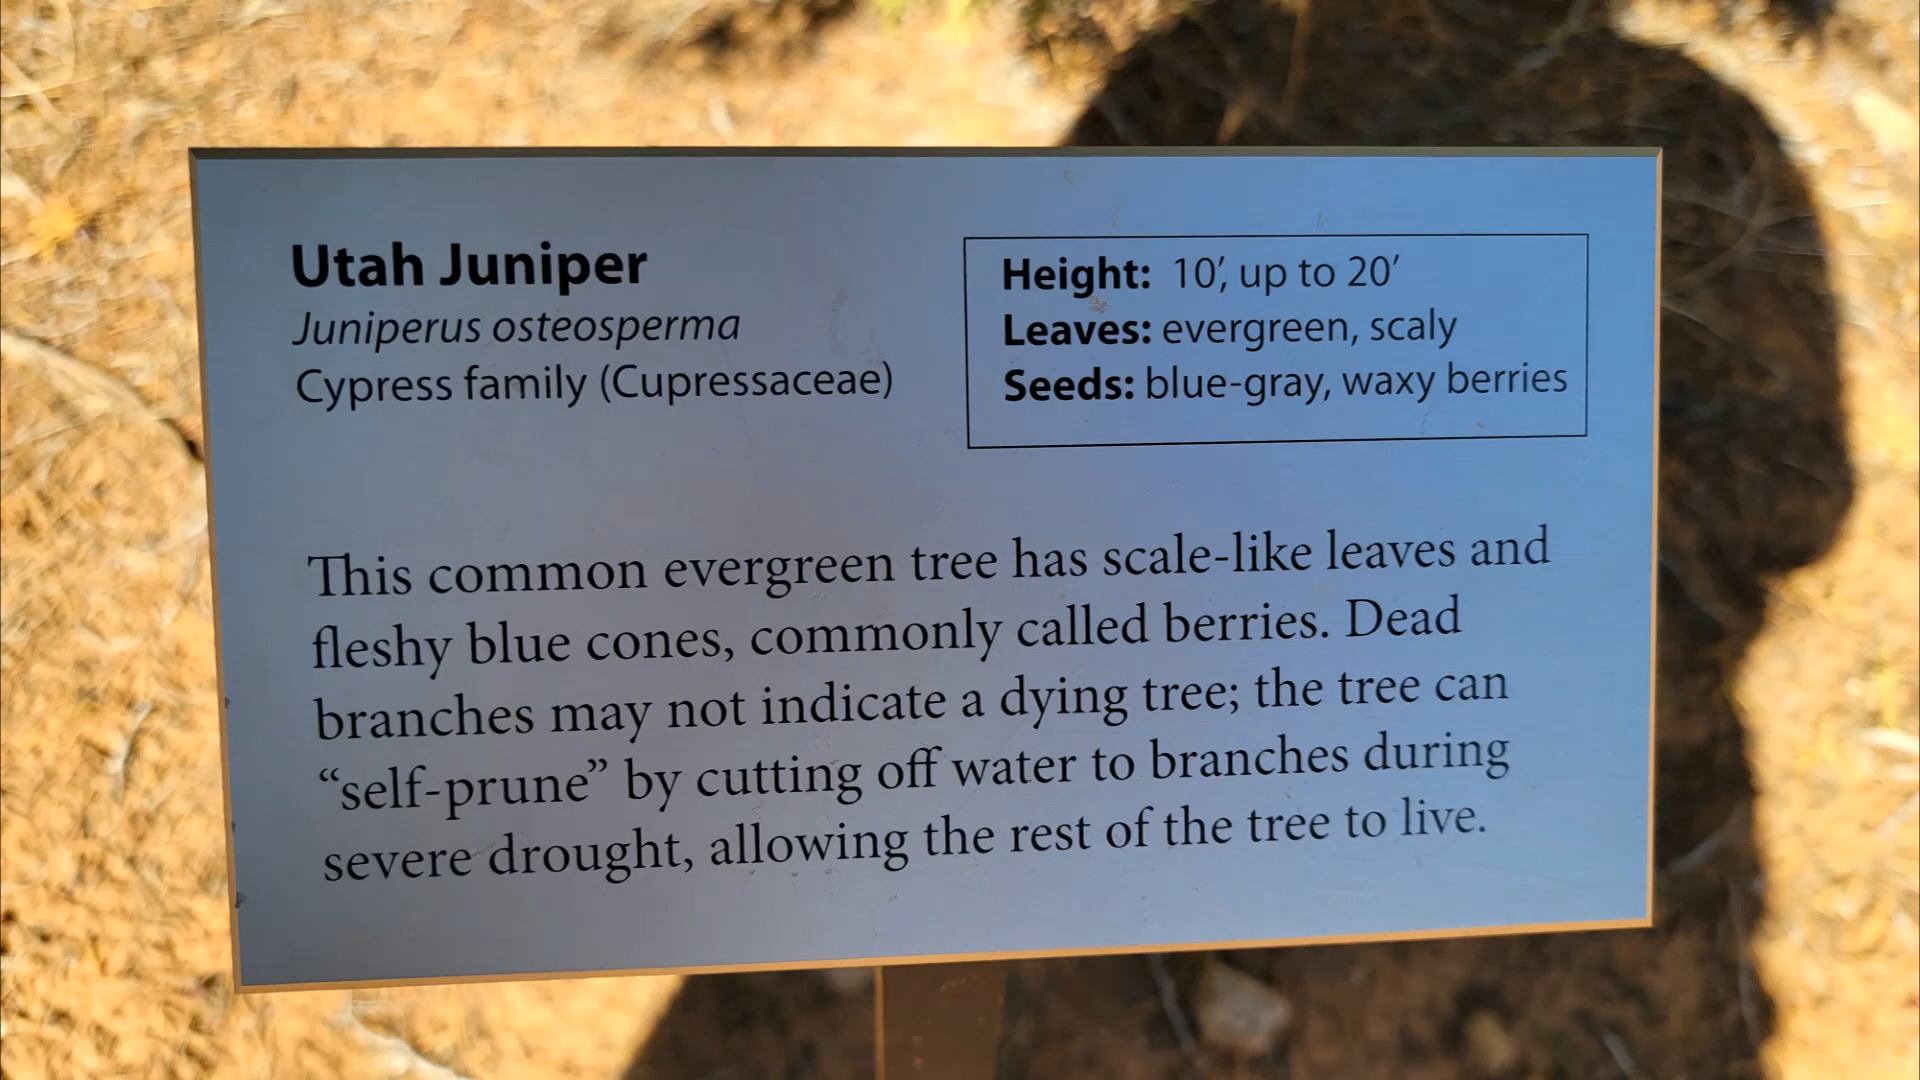 Utah Juniper
Juniperus osteosperma
Cypress family (Cupressaceae)
Height: 10’, up to 20’
Leaves: evergreen, scaly
Seeds: blue-gray, waxy berries
This common evergreen tree has scale-like leaves and
fleshy blue cones, commonly called berries. Dead
branches may not indicate a dying tree; the tree can
“self-prune” by cutting off water to branches during
severe drought, allowing the rest of the tree to live.